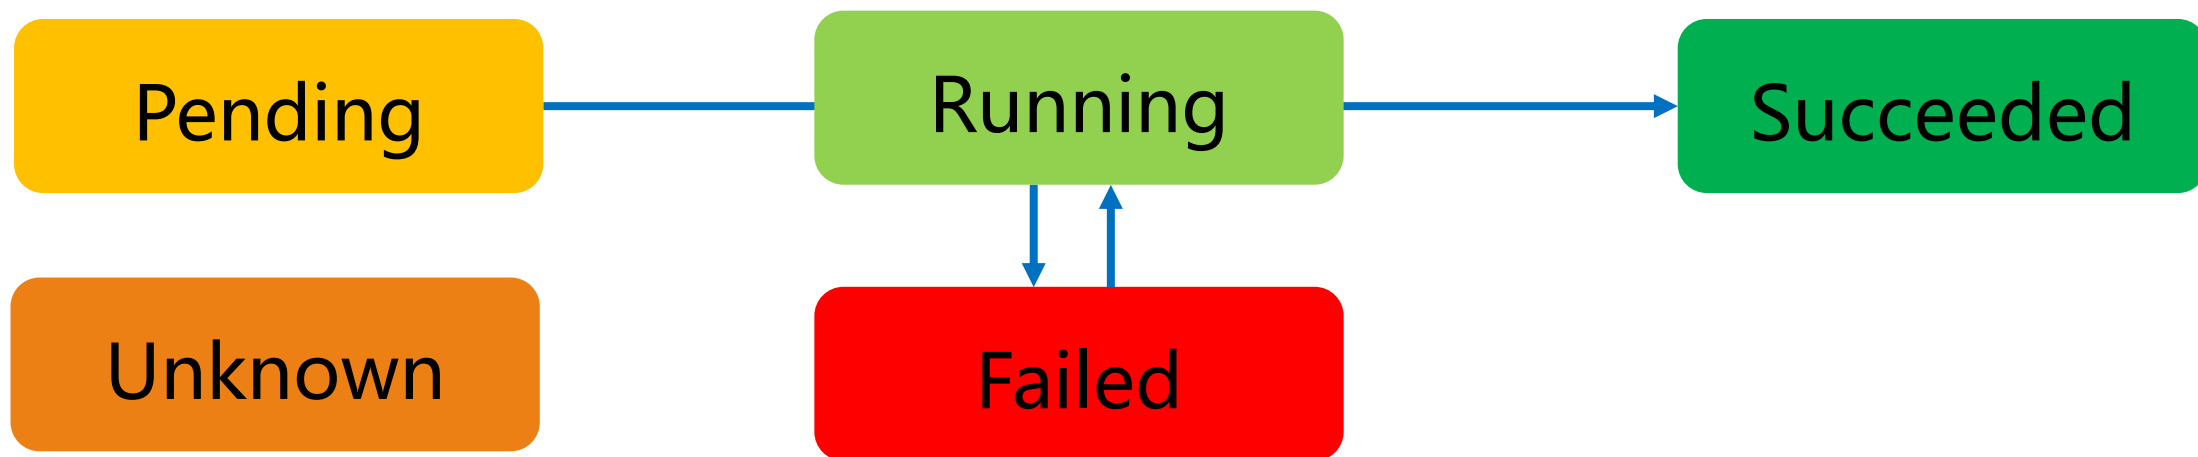 Pending
Running
Succeeded
Unknown
Failed